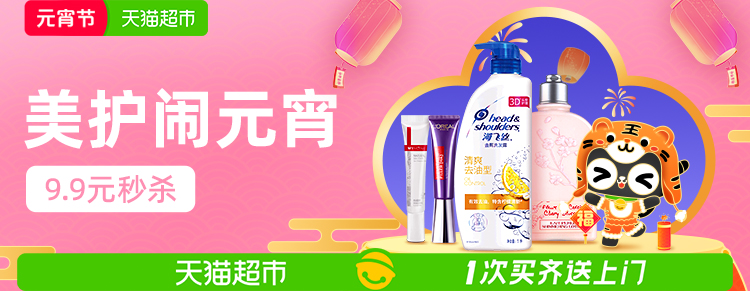 元宵节 天猫超市
美护闹元宵
9.9元秒杀
3D
head&
shoulders
海飞丝
清爽
去油型
L'ORÉAL
王
福
天猫超市 1次买齐送上门